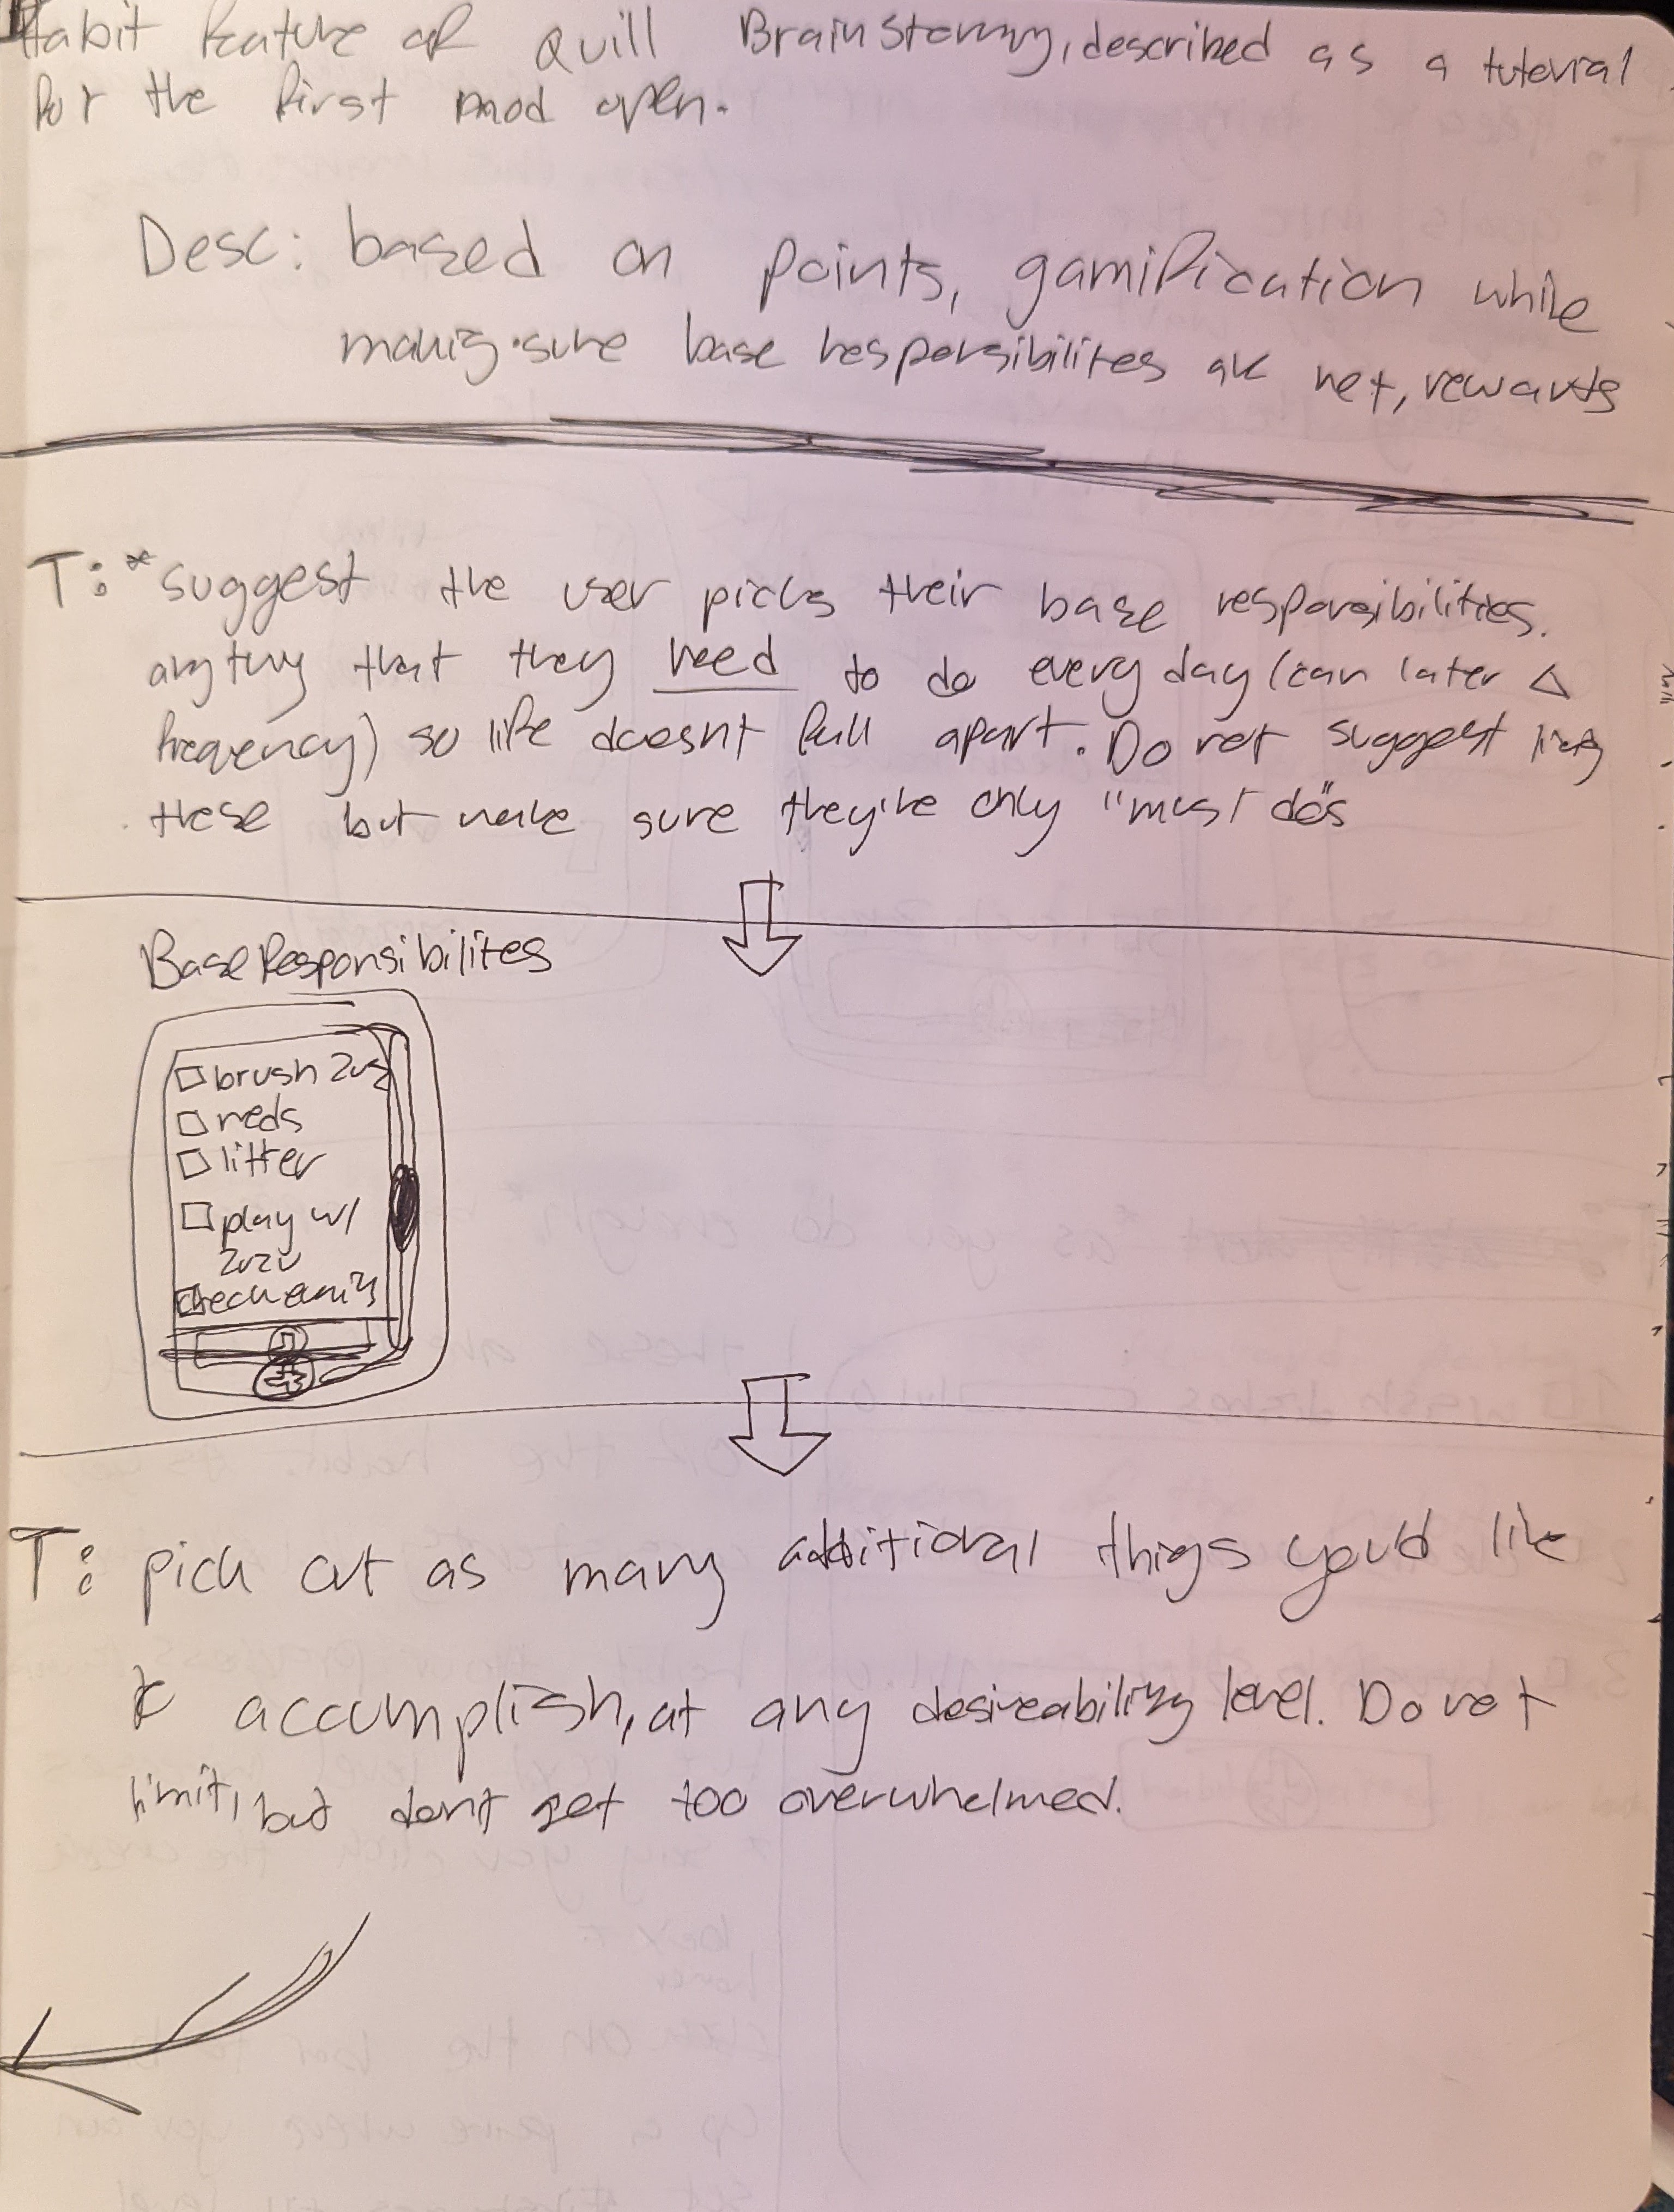 Habit feature of Quill Brainstormy, described as a tutorial
for the first mod open.
Desc: based on points, gamification while
making sure base responsibilites are met, rewards
T: *suggest the user picks their base responsibilities.
anything that they need to do every day (can later Δ
frequency) so life doesnt fall apart. Do not suggest
these but make sure they're only "must do"s
Base Responsibilites
brush
meds
litter
play w/
zuzu
check emails
T: pick out as many additional things you'd like
to accomplish, at any desireability level. Do not
limit, but dont get too overwhelmed.